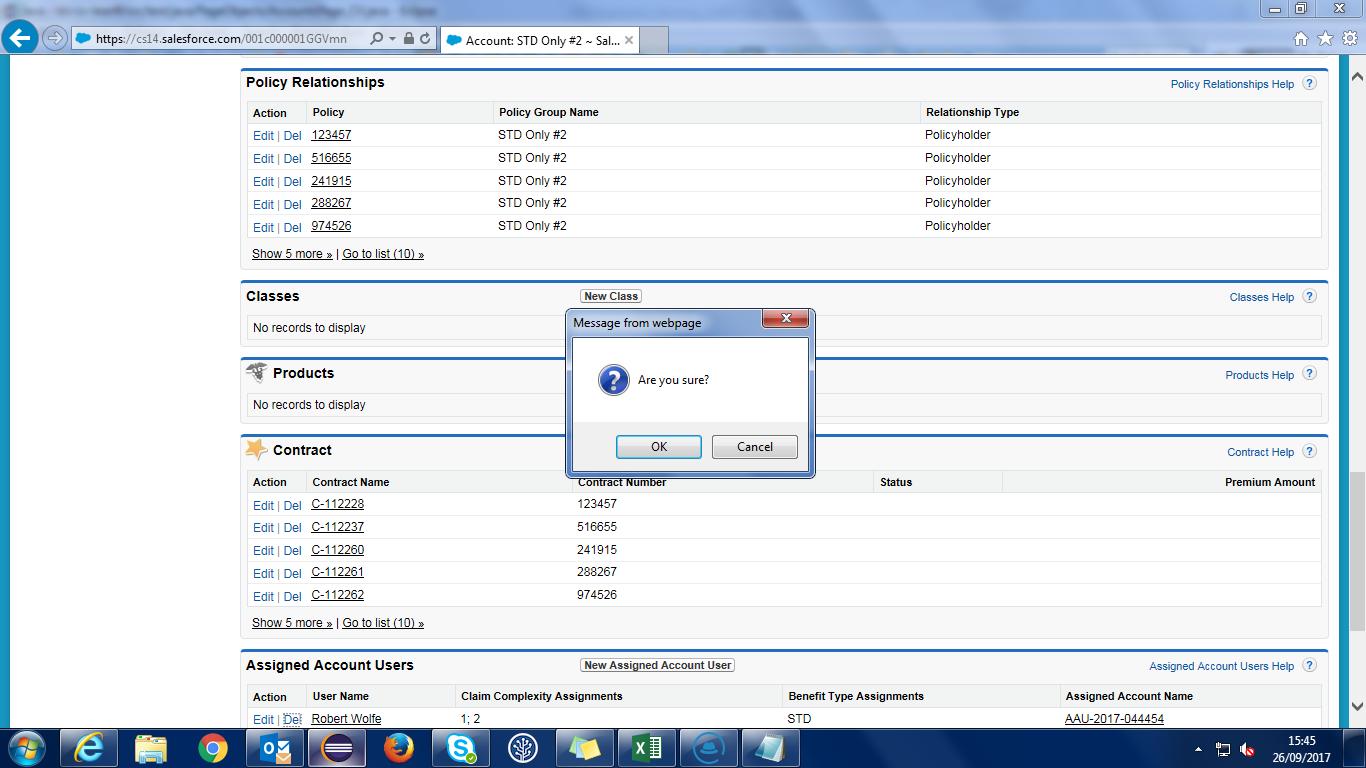 https://cs14.salesforce.com/001c000001GGVmn
Account: STD Only #2 ~ Sal...
Policy Relationships
Policy Relationships Help ?
Action Policy Policy Group Name Relationship Type
Edit | Del 123457 STD Only #2 Policyholder
Edit | Del 516655 STD Only #2 Policyholder
Edit | Del 241915 STD Only #2 Policyholder
Edit | Del 288267 STD Only #2 Policyholder
Edit | Del 974526 STD Only #2 Policyholder
Show 5 more » | Go to list (10) »
Classes New Class Classes Help ?
No records to display
Message from webpage
Are you sure?
OK Cancel
Products Products Help ?
No records to display
Contract Contract Help ?
Action Contract Name Contract Number Status Premium Amount
Edit | Del C-112228 123457
Edit | Del C-112237 516655
Edit | Del C-112260 241915
Edit | Del C-112261 288267
Edit | Del C-112262 974526
Show 5 more » | Go to list (10) »
Assigned Account Users New Assigned Account User Assigned Account Users Help ?
Action User Name Claim Complexity Assignments Benefit Type Assignments Assigned Account Name
Edit | Del Robert Wolfe 1; 2 STD AAU-2017-044454
15:45
26/09/2017